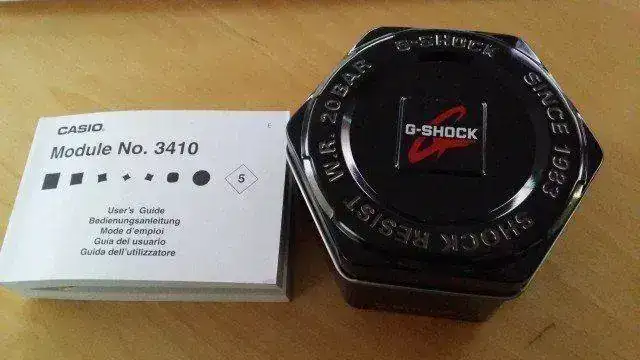 CASIO
E
Module No. 3410
5
User's Guide
Bedienungsanleitung
Mode d'emploi
Guía del usuario
Guida dell'utilizzatore
G-SHOCK
SINCE 1983
SHOCK RESIST
W.R. 20BAR
G-SHOCK